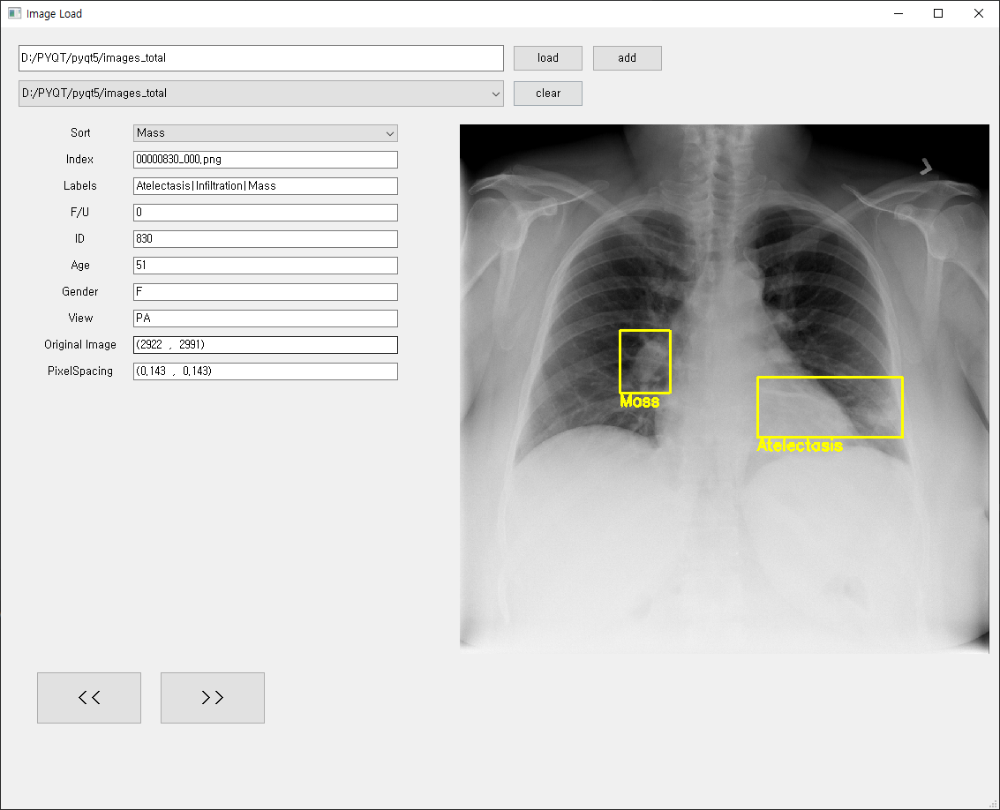 Image Load
D:/PYQT/pyqt5/images_total
load
add
D:/PYQT/pyqt5/images_total
clear
Sort
Mass
Index
00000830_000.png
Labels
Atelectasis|Infiltration|Mass
F/U
0
ID
830
Age
51
Gender
F
View
PA
Original Image
(2922 , 2991)
PixelSpacing
(0.143 , 0.143)
Mass
Atelectasis
<<
>>